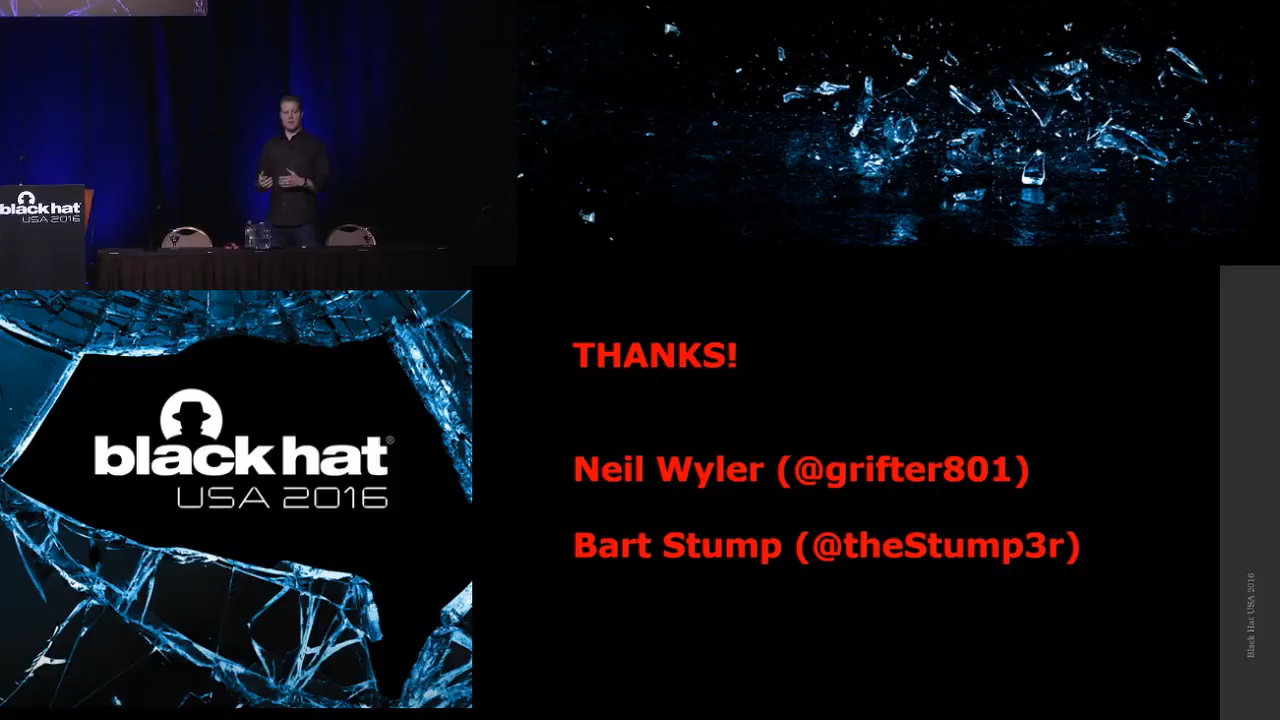 black hat
USA 2016
THANKS!
black hat®
USA 2016
Neil Wyler (@grifter801)
Bart Stump (@theStump3r)
Black Hat USA 2016